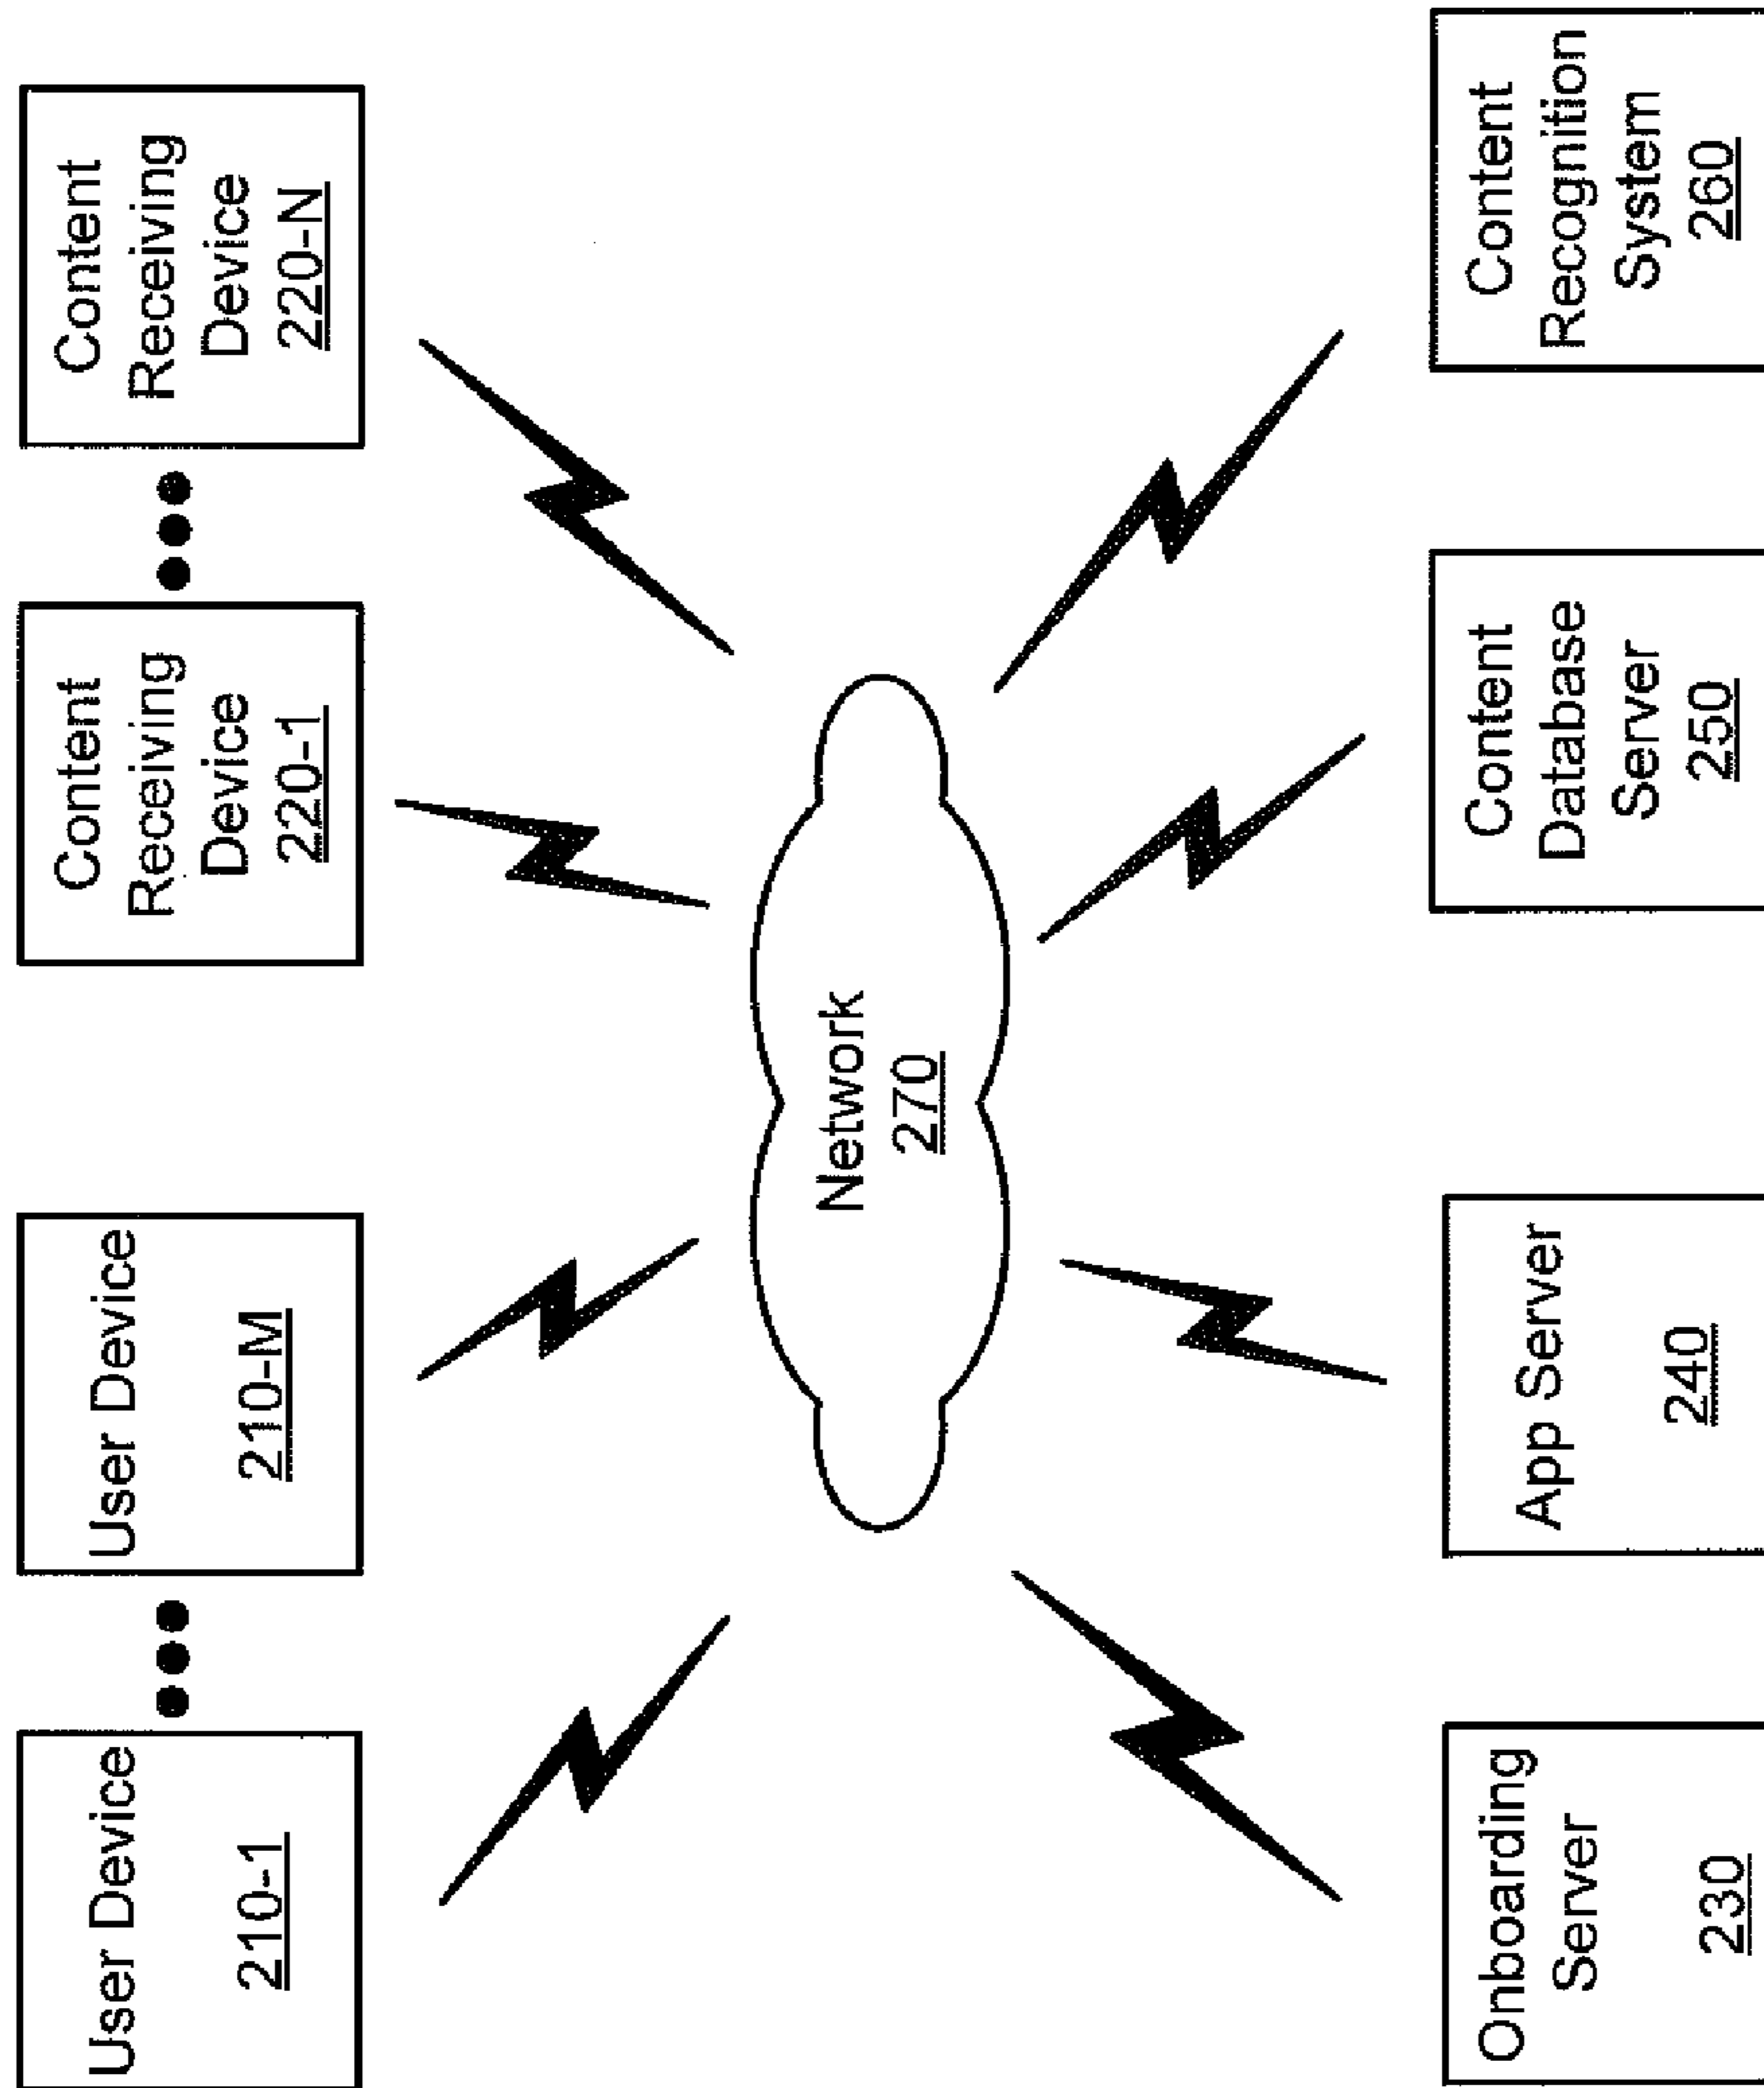 User Device
210-1
User Device
210-M
Content
Receiving
Device
220-1
Content
Receiving
Device
220-N
Network
270
Onboarding
Server
230
App Server
240
Content
Database
Server
250
Content
Recognition
System
260